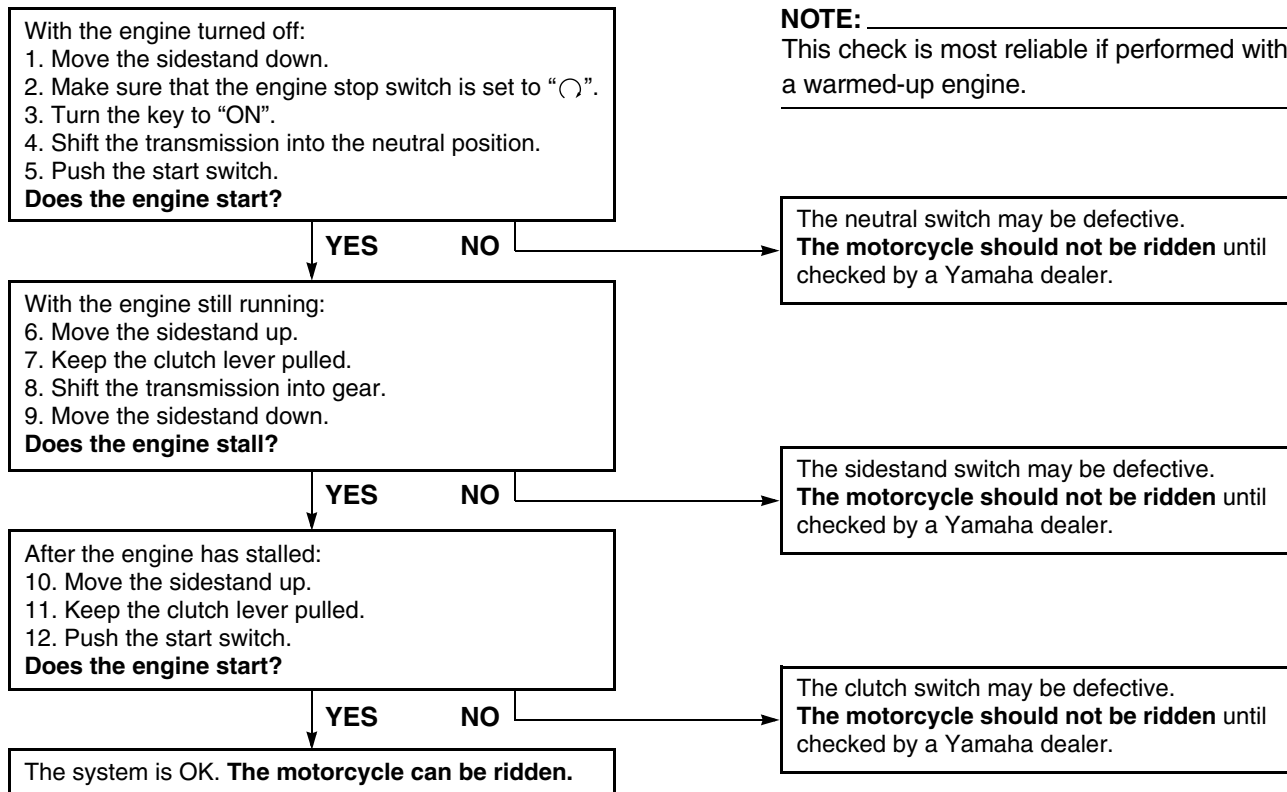 With the engine turned off:
1. Move the sidestand down.
2. Make sure that the engine stop switch is set to “○”.
3. Turn the key to “ON”.
4. Shift the transmission into the neutral position.
5. Push the start switch.
Does the engine start?
NOTE:
This check is most reliable if performed with
a warmed-up engine.
YES NO
The neutral switch may be defective.
The motorcycle should not be ridden until
checked by a Yamaha dealer.
With the engine still running:
6. Move the sidestand up.
7. Keep the clutch lever pulled.
8. Shift the transmission into gear.
9. Move the sidestand down.
Does the engine stall?
YES NO
The sidestand switch may be defective.
The motorcycle should not be ridden until
checked by a Yamaha dealer.
After the engine has stalled:
10. Move the sidestand up.
11. Keep the clutch lever pulled.
12. Push the start switch.
Does the engine start?
YES NO
The clutch switch may be defective.
The motorcycle should not be ridden until
checked by a Yamaha dealer.
The system is OK. The motorcycle can be ridden.